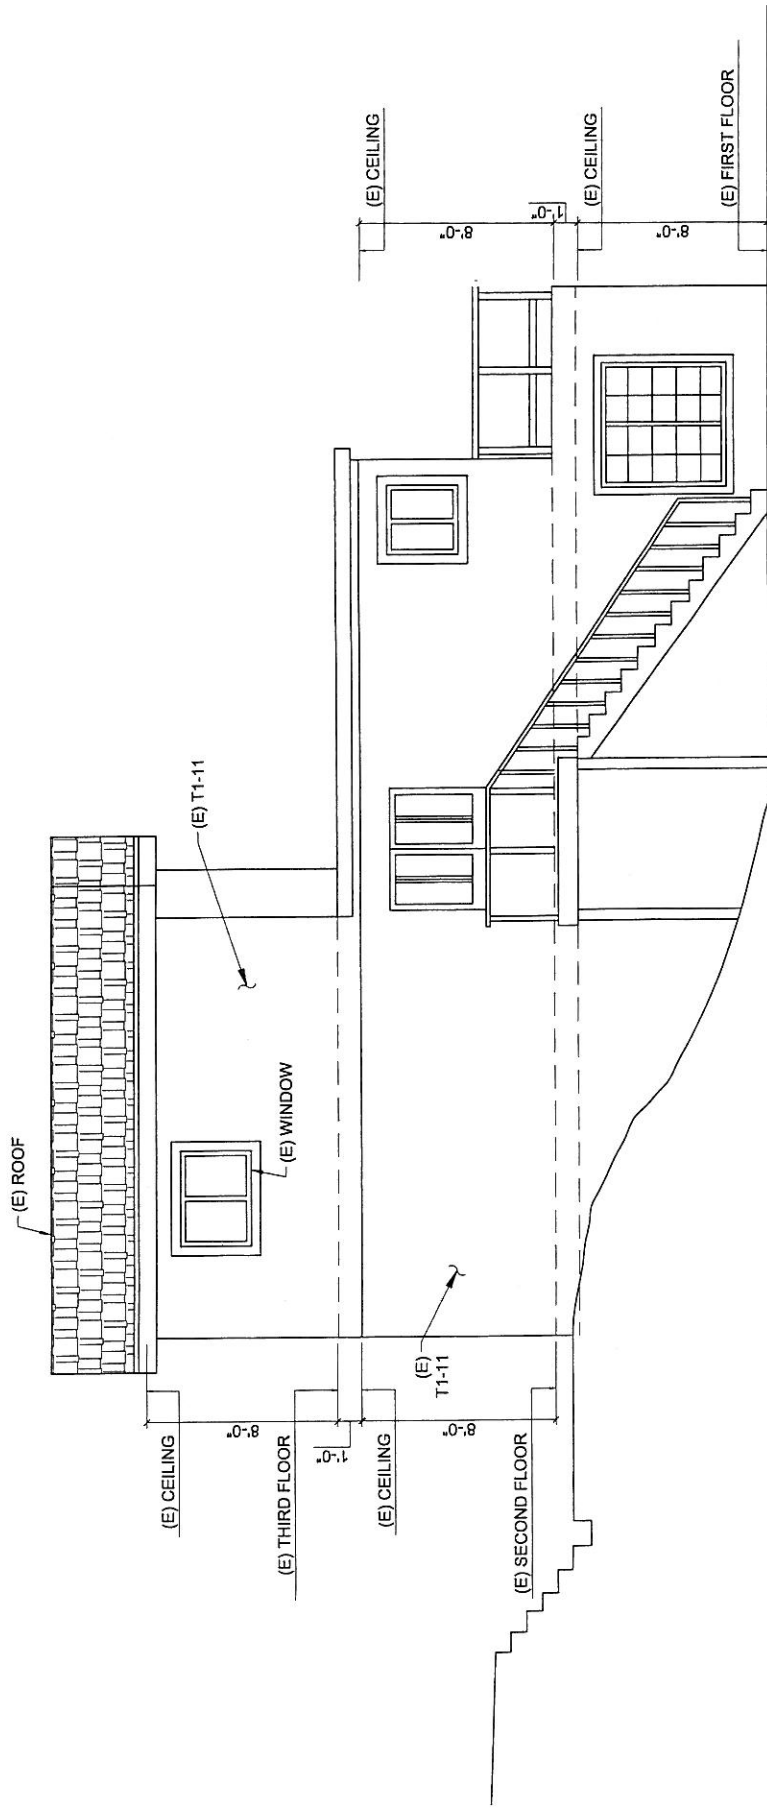 (E) ROOF
(E) T1-11
(E) WINDOW
(E) CEILING
8'-0"
(E) THIRD FLOOR
1'-0"
(E) CEILING
8'-0"
(E) SECOND FLOOR
(E)
T1-11
(E) CEILING
8'-0"
1'-0"
(E) CEILING
8'-0"
(E) FIRST FLOOR